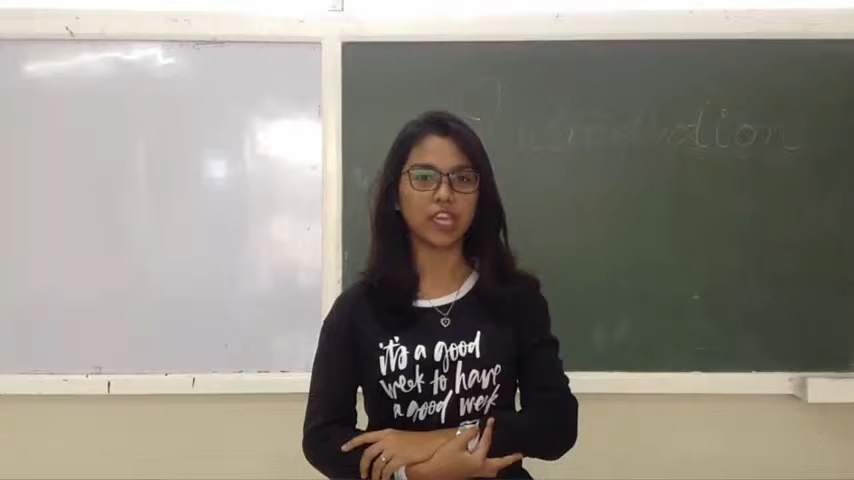 Introduction
it's a good
week to have
a good week